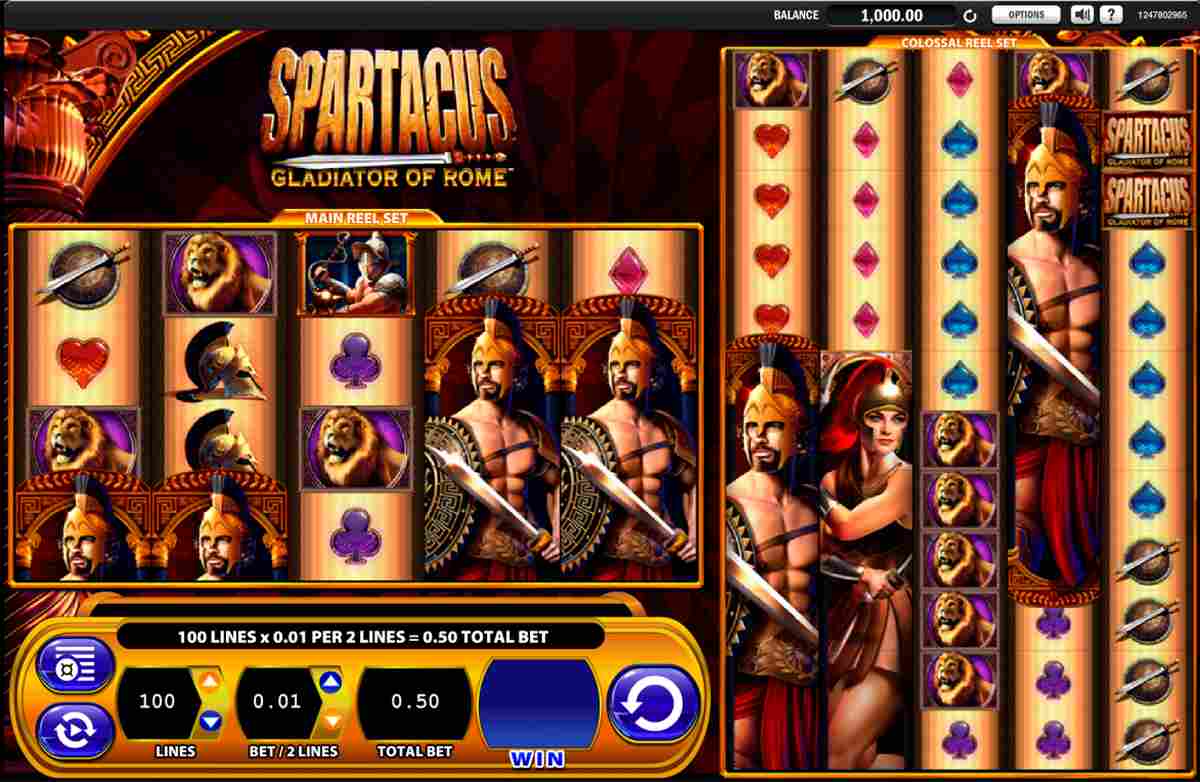 BALANCE 1,000.00 OPTIONS ? 1247802965
COLOSSAL REEL SET
SPARTACUS
GLADIATOR OF ROME
MAIN REEL SET
SPARTACUS
GLADIATOR OF ROME
SPARTACUS
GLADIATOR OF ROME
100 LINES x 0.01 PER 2 LINES = 0.50 TOTAL BET
100 0.01 0.50
LINES BET / 2 LINES TOTAL BET WIN